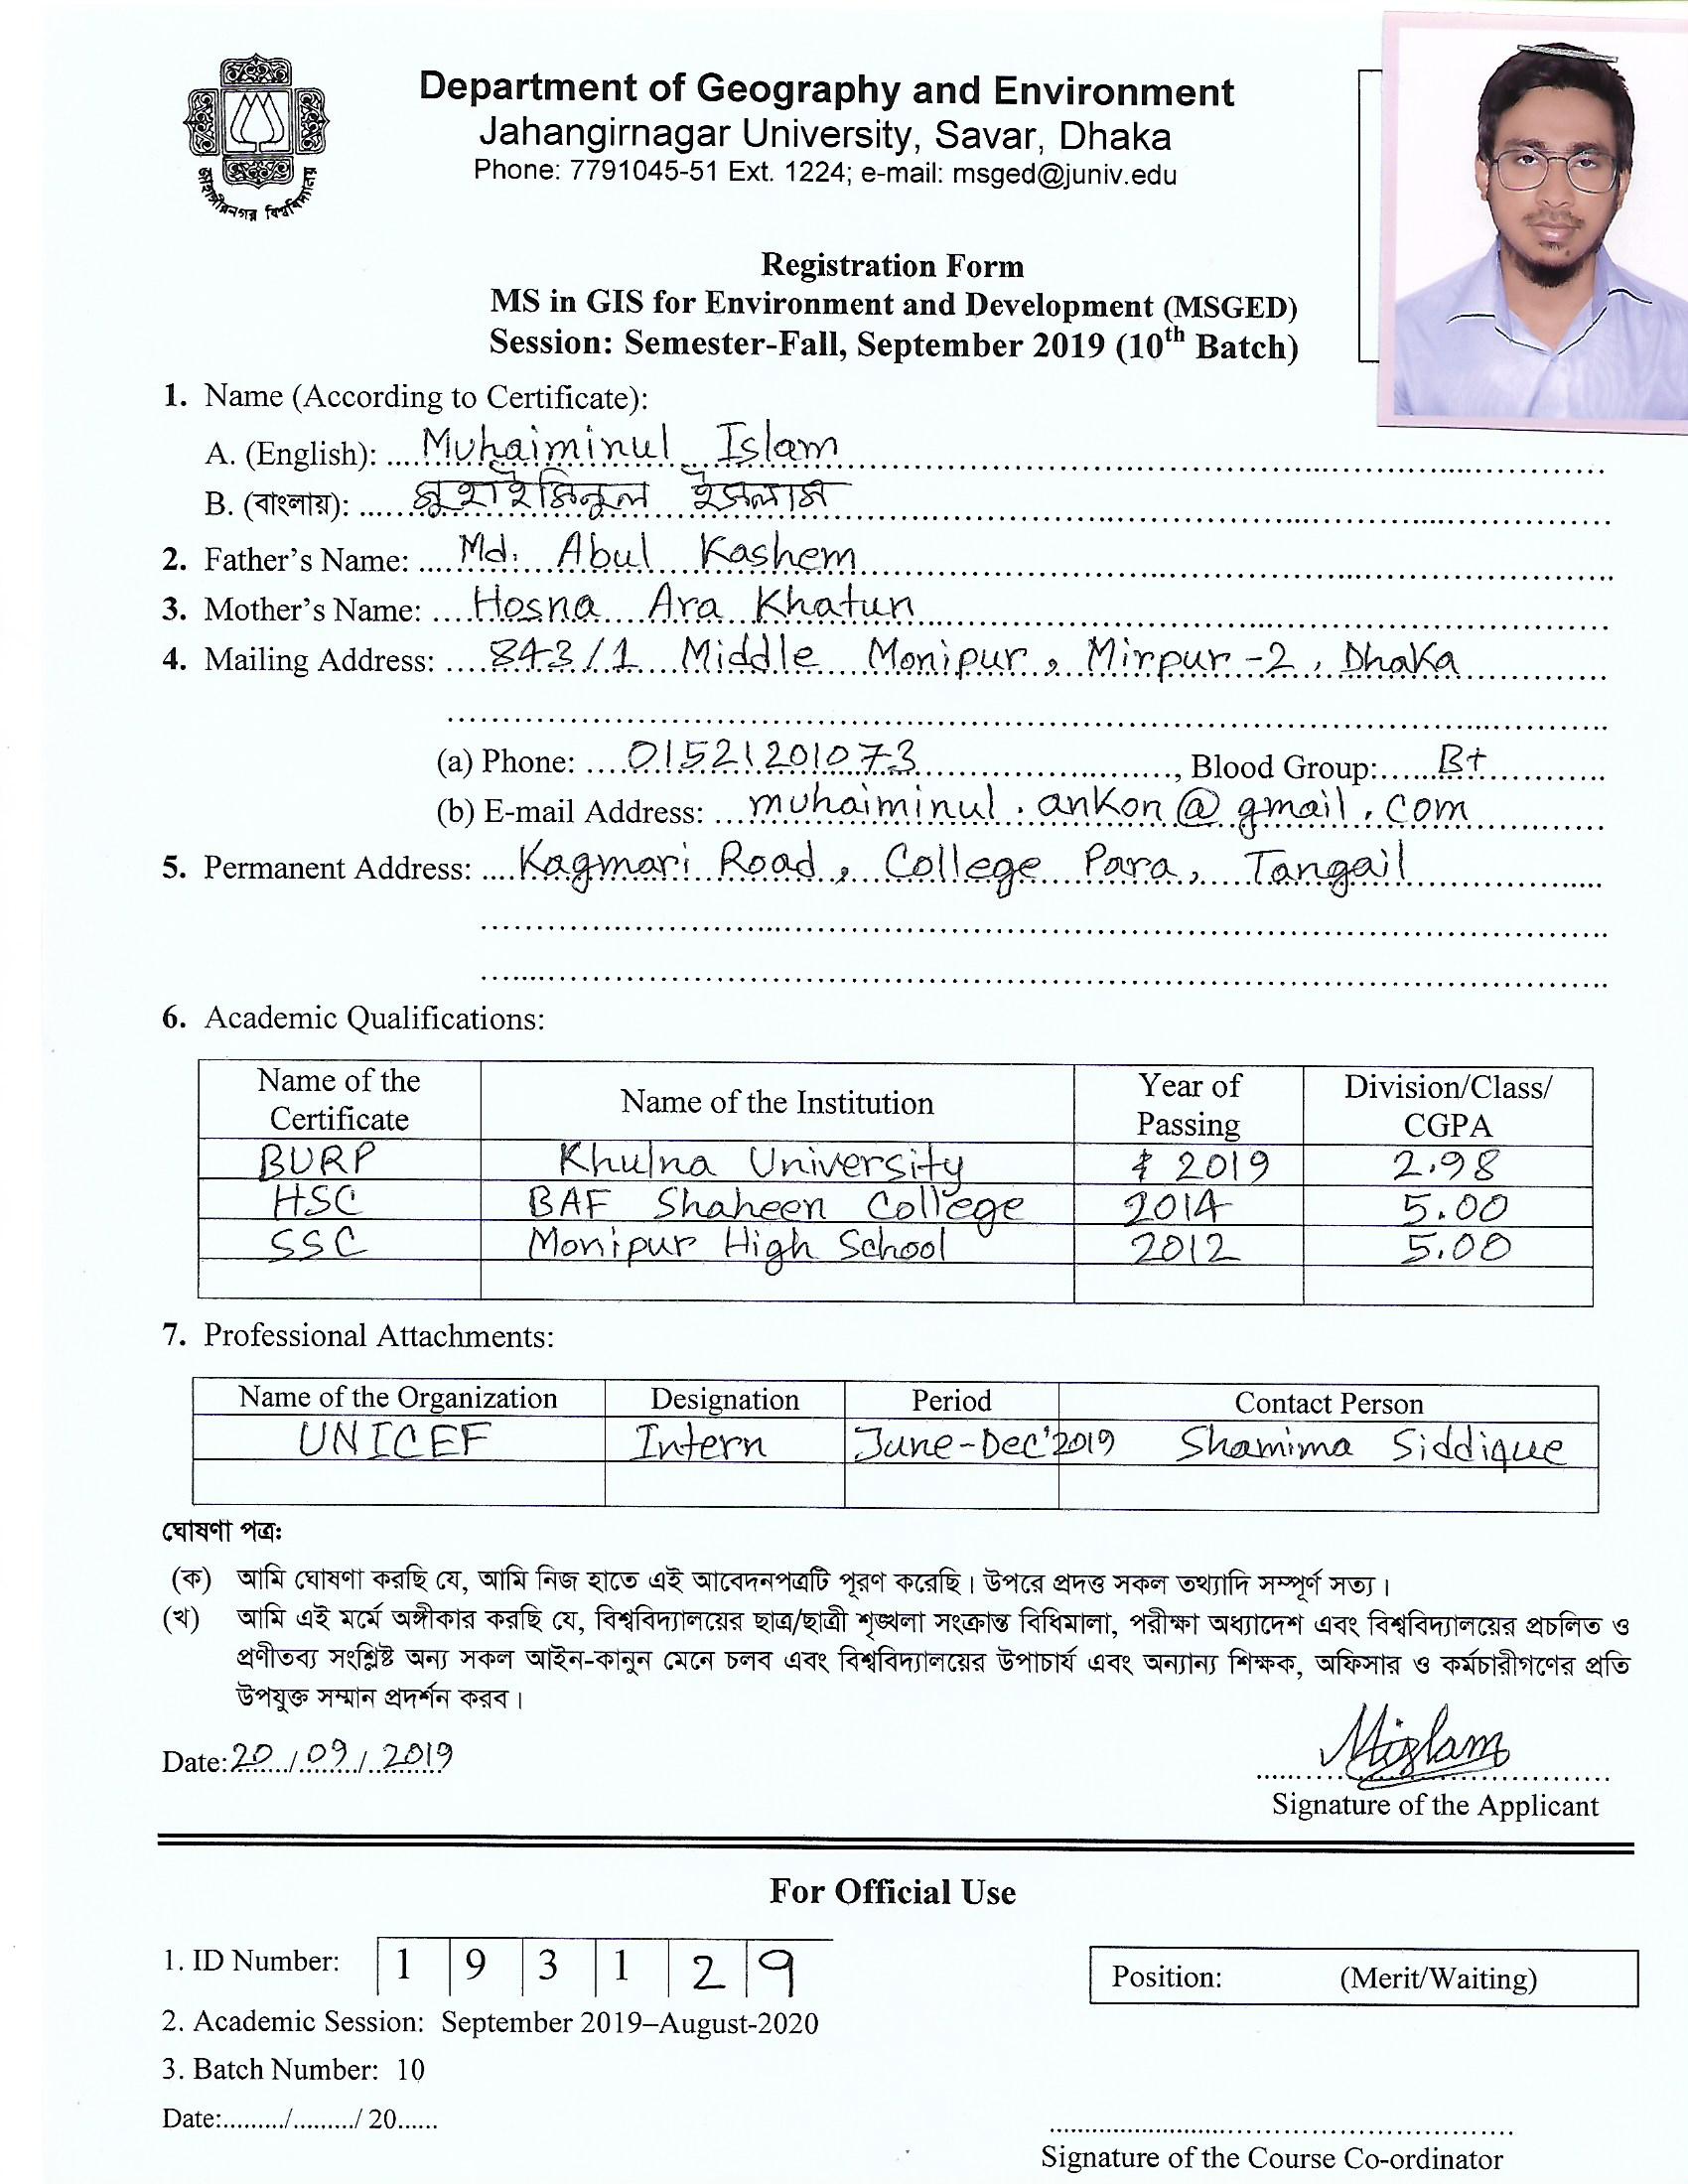 জাহাঙ্গীরনগর বিশ্ববিদ্যালয়
Department of Geography and Environment
Jahangirnagar University, Savar, Dhaka
Phone: 7791045-51 Ext. 1224; e-mail: msged@juniv.edu
Registration Form
MS in GIS for Environment and Development (MSGED)
Session: Semester-Fall, September 2019 (10th Batch)
1. Name (According to Certificate):
A. (English): Muhaiminul Islam
B. (বাংলায়): মুহাইমিনুল ইসলাম
2. Father's Name: Md. Abul Kashem
3. Mother's Name: Hosna Ara Khatun
4. Mailing Address: 843/1 Middle Monipur, Mirpur-2, Dhaka
(a) Phone: 01521201073, Blood Group: B+
(b) E-mail Address: muhaiminul.ankon@gmail.com
5. Permanent Address: Kagmari Road, College Para, Tangail
6. Academic Qualifications:
Name of the Certificate Name of the Institution Year of Passing Division/Class/CGPA
BURP Khulna University 2019 2.98
HSC BAF Shaheen College 2014 5.00
SSC Monipur High School 2012 5.00
7. Professional Attachments:
Name of the Organization Designation Period Contact Person
UNICEF Intern June-Dec'2019 Shamima Siddique
ঘোষণা পত্র:
(ক) আমি ঘোষণা করছি যে, আমি নিজ হাতে এই আবেদনপত্রটি পূরণ করেছি। উপরে প্রদত্ত সকল তথ্যাদি সম্পূর্ণ সত্য।
(খ) আমি এই মর্মে অঙ্গীকার করছি যে, বিশ্ববিদ্যালয়ের ছাত্র/ছাত্রী শৃঙ্খলা সংক্রান্ত বিধিমালা, পরীক্ষা অধ্যাদেশ এবং বিশ্ববিদ্যালয়ের প্রচলিত ও
প্রণীতব্য সংশ্লিষ্ট অন্য সকল আইন-কানুন মেনে চলব এবং বিশ্ববিদ্যালয়ের উপাচার্য এবং অন্যান্য শিক্ষক, অফিসার ও কর্মচারীগণের প্রতি
উপযুক্ত সম্মান প্রদর্শন করব।
Date: 20/09/2019
MIslam
Signature of the Applicant
For Official Use
1. ID Number: 1 9 3 1 2 9
Position: (Merit/Waiting)
2. Academic Session: September 2019–August-2020
3. Batch Number: 10
Date:........./........./ 20......
Signature of the Course Co-ordinator